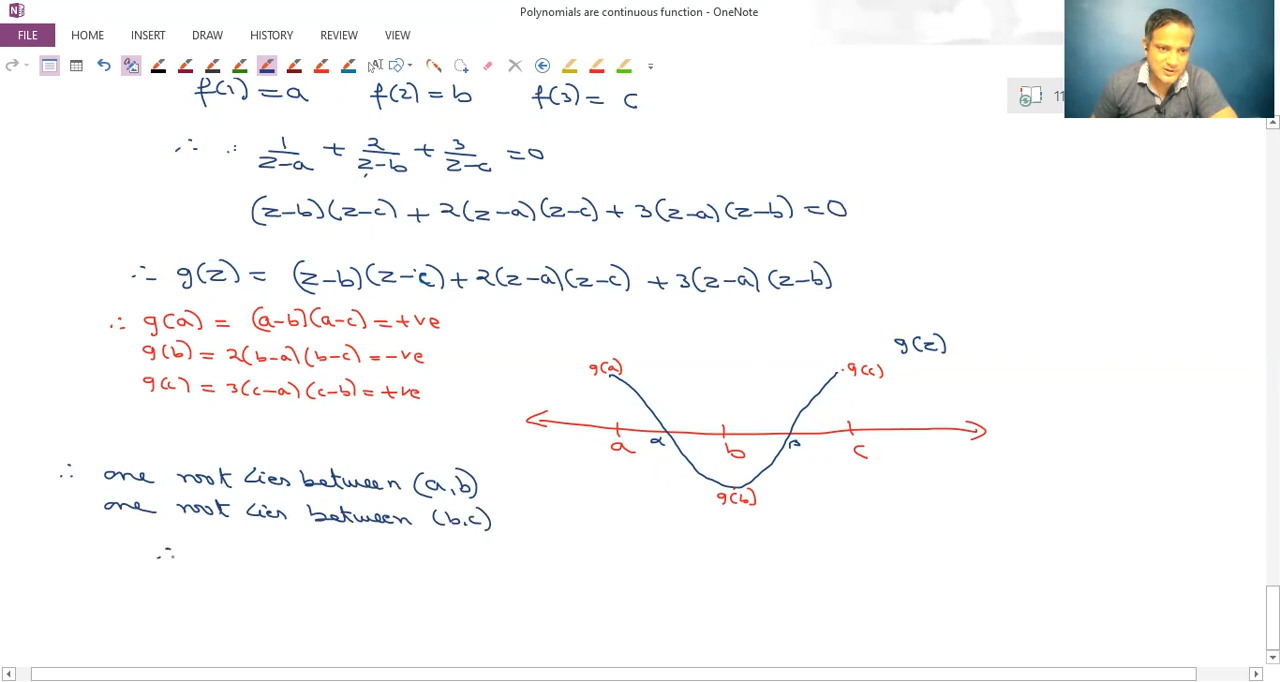 Polynomials are continuous function - OneNote
FILE HOME INSERT DRAW HISTORY REVIEW VIEW
11
f(1) = a f(2) = b f(3) = c
∴ ∵ 1/(z-a) + 2/(z-b) + 3/(z-c) = 0
(z-b)(z-c) + 2(z-a)(z-c) + 3(z-a)(z-b) = 0
∴ g(z) = (z-b)(z-c) + 2(z-a)(z-c) + 3(z-a)(z-b)
∴ g(a) = (a-b)(a-c) = +ve
g(b) = 2(b-a)(b-c) = -ve
g(c) = 3(c-a)(c-b) = +ve
g(z)
g(a) g(c)
a α b β c
g(b)
∴ one root lies between (a,b)
one root lies between (b,c)
∴